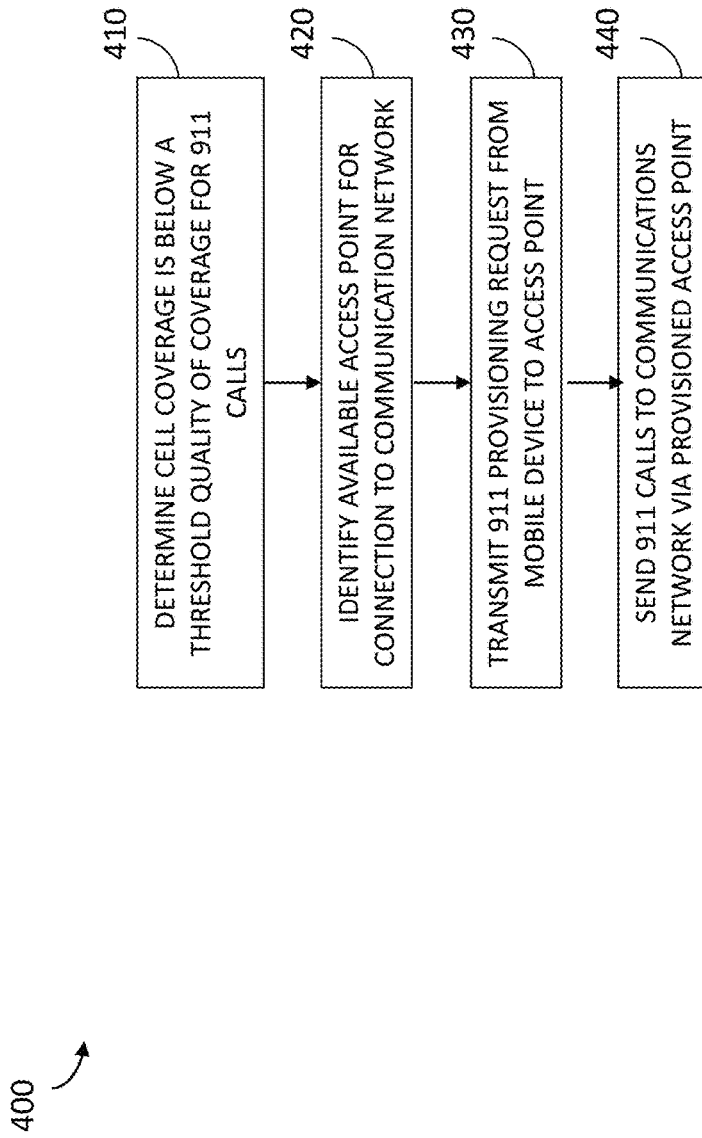 400
410
DETERMINE CELL COVERAGE IS BELOW A
THRESHOLD QUALITY OF COVERAGE FOR 911
CALLS
420
IDENTIFY AVAILABLE ACCESS POINT FOR
CONNECTION TO COMMUNICATION NETWORK
430
TRANSMIT 911 PROVISIONING REQUEST FROM
MOBILE DEVICE TO ACCESS POINT
440
SEND 911 CALLS TO COMMUNICATIONS
NETWORK VIA PROVISIONED ACCESS POINT